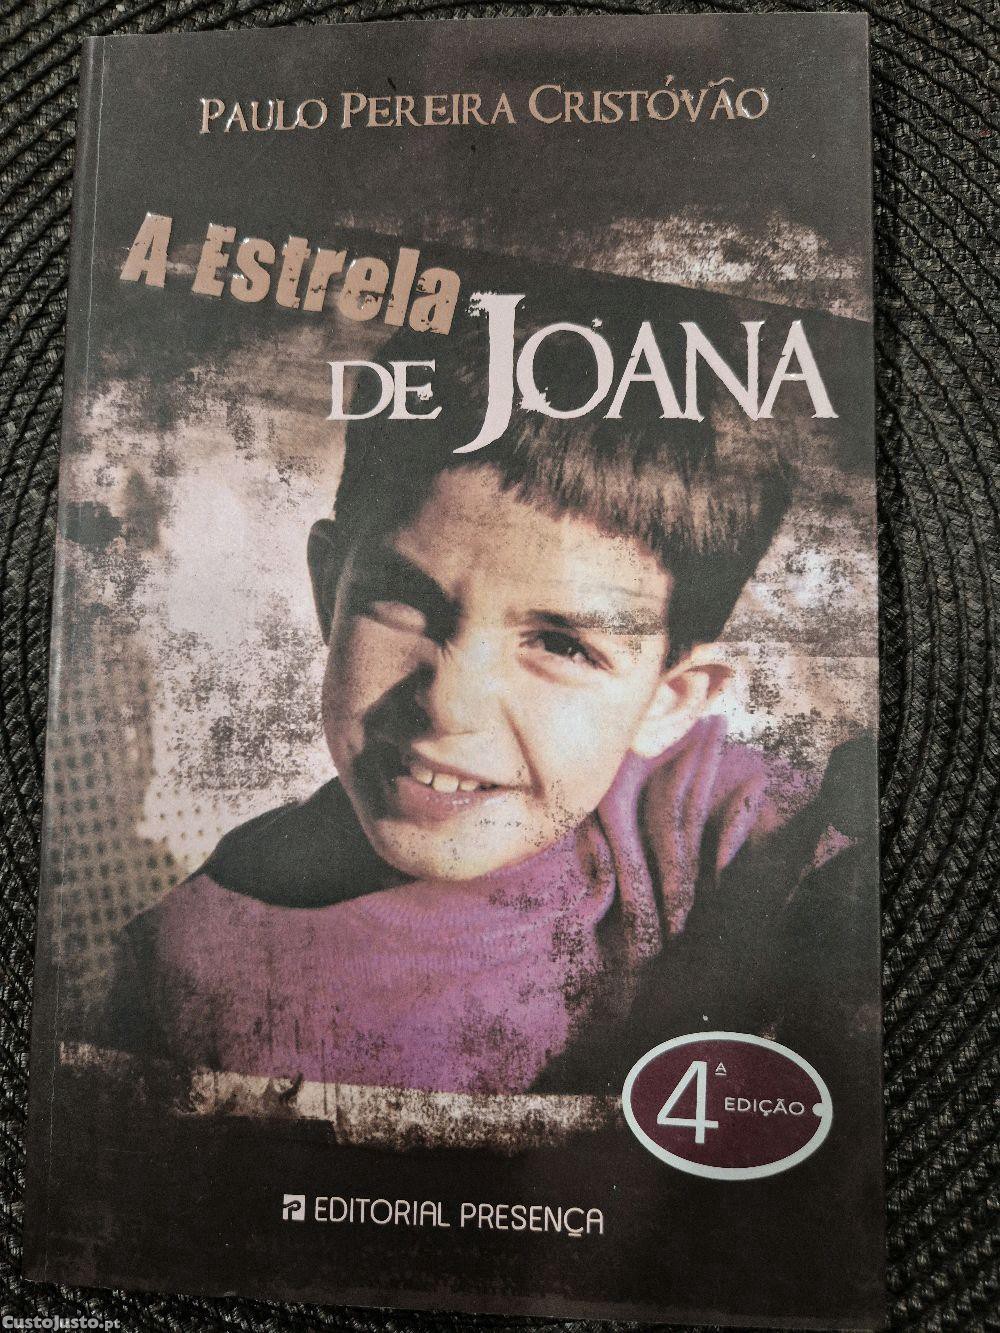 PAULO PEREIRA CRISTÓVÃO
A ESTRELA
DE JOANA
4ª
EDIÇÃO
EDITORIAL PRESENÇA
CustoJusto.pt